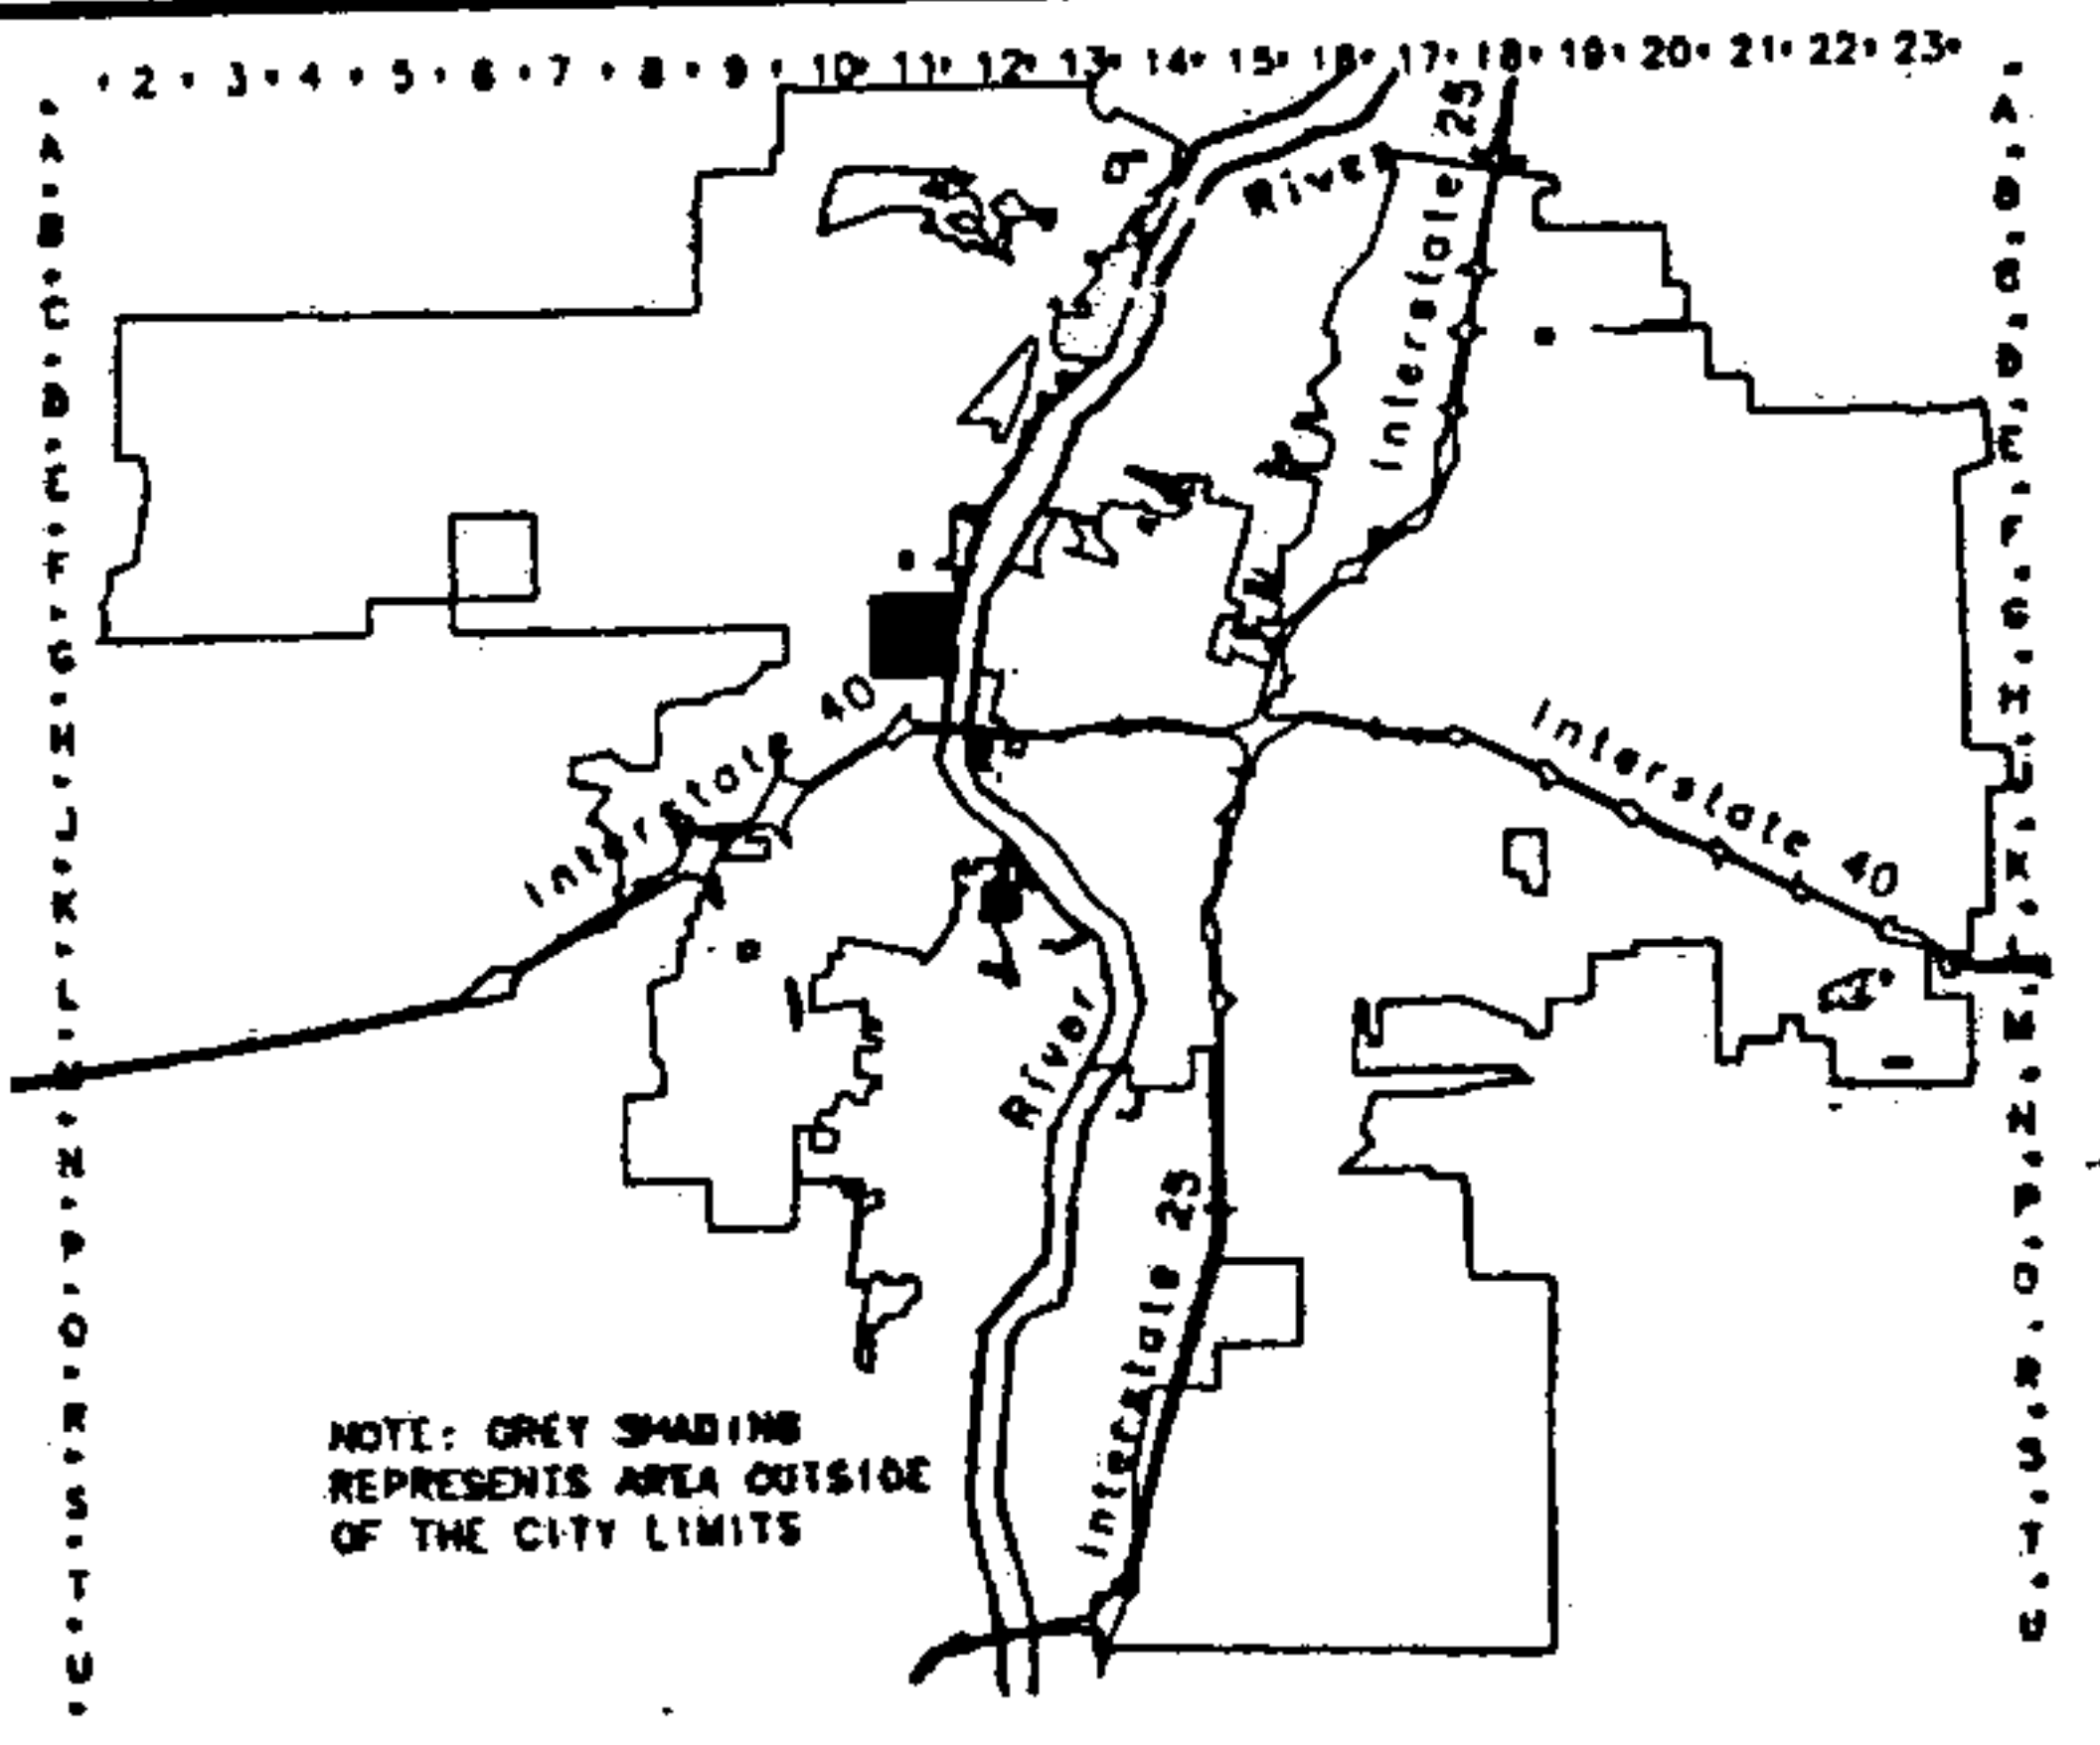 2 3 4 5 6 7 8 9 10 11 12 13 14 15 16 17 18 19 20 21 22 23
A
B
C
D
E
F
G
H
J
K
L
M
N
P
Q
R
S
T
U
River
Interstate 25
Interstate 40
Interstate 40
River
Interstate 25
NOTE: GREY SHADING
REPRESENTS AREA OUTSIDE
OF THE CITY LIMITS
A
B
C
D
E
F
G
H
J
K
L
M
N
P
Q
R
S
T
U